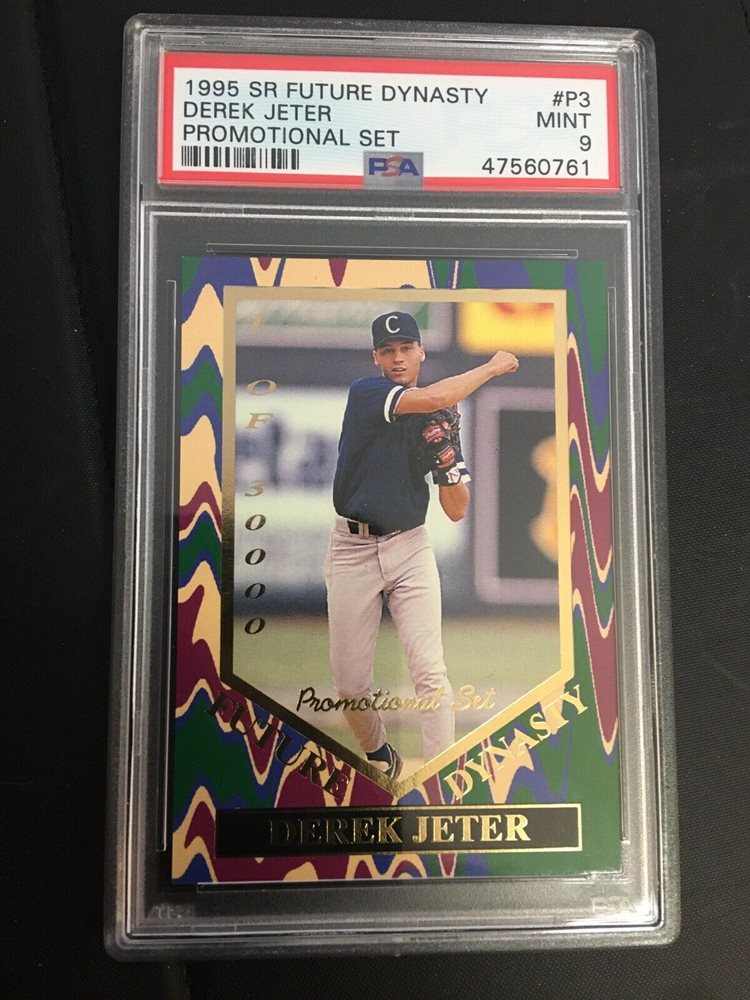 1995 SR FUTURE DYNASTY #P3
DEREK JETER MINT
PROMOTIONAL SET 9
PSA 47560761
C
1 OF 30000
N
Promotional Set
FUTURE DYNASTY
DEREK JETER
PSA